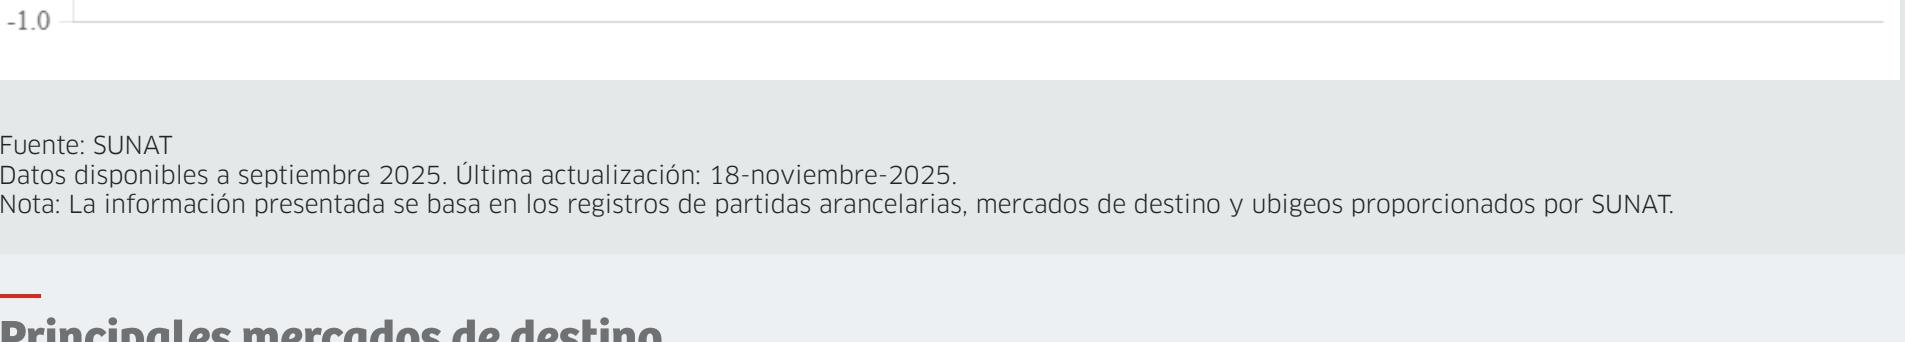 -1.0
Fuente: SUNAT
Datos disponibles a septiembre 2025. Última actualización: 18-noviembre-2025.
Nota: La información presentada se basa en los registros de partidas arancelarias, mercados de destino y ubigeos proporcionados por SUNAT.
Principales mercados de destino